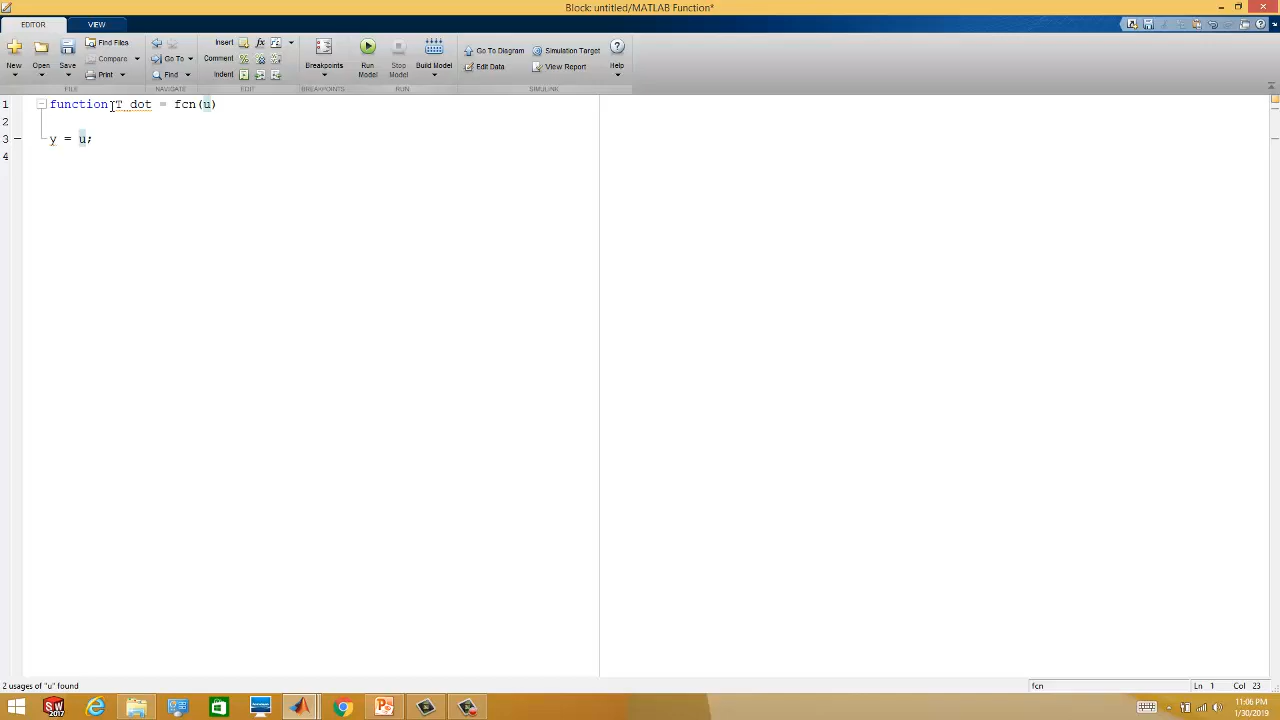 Block: untitled/MATLAB Function*
EDITOR VIEW
New Open Save Find Files Compare Print Go To Find Insert fx Comment Indent Breakpoints Run Model Stop Model Build Model Go To Diagram Edit Data Simulation Target View Report Help
FILE NAVIGATE EDIT BREAKPOINTS RUN SIMULINK
1 function T_dot = fcn(u)
2
3 y = u;
4
2 usages of "u" found fcn Ln 1 Col 23
SW 2017
11:06 PM
1/30/2019